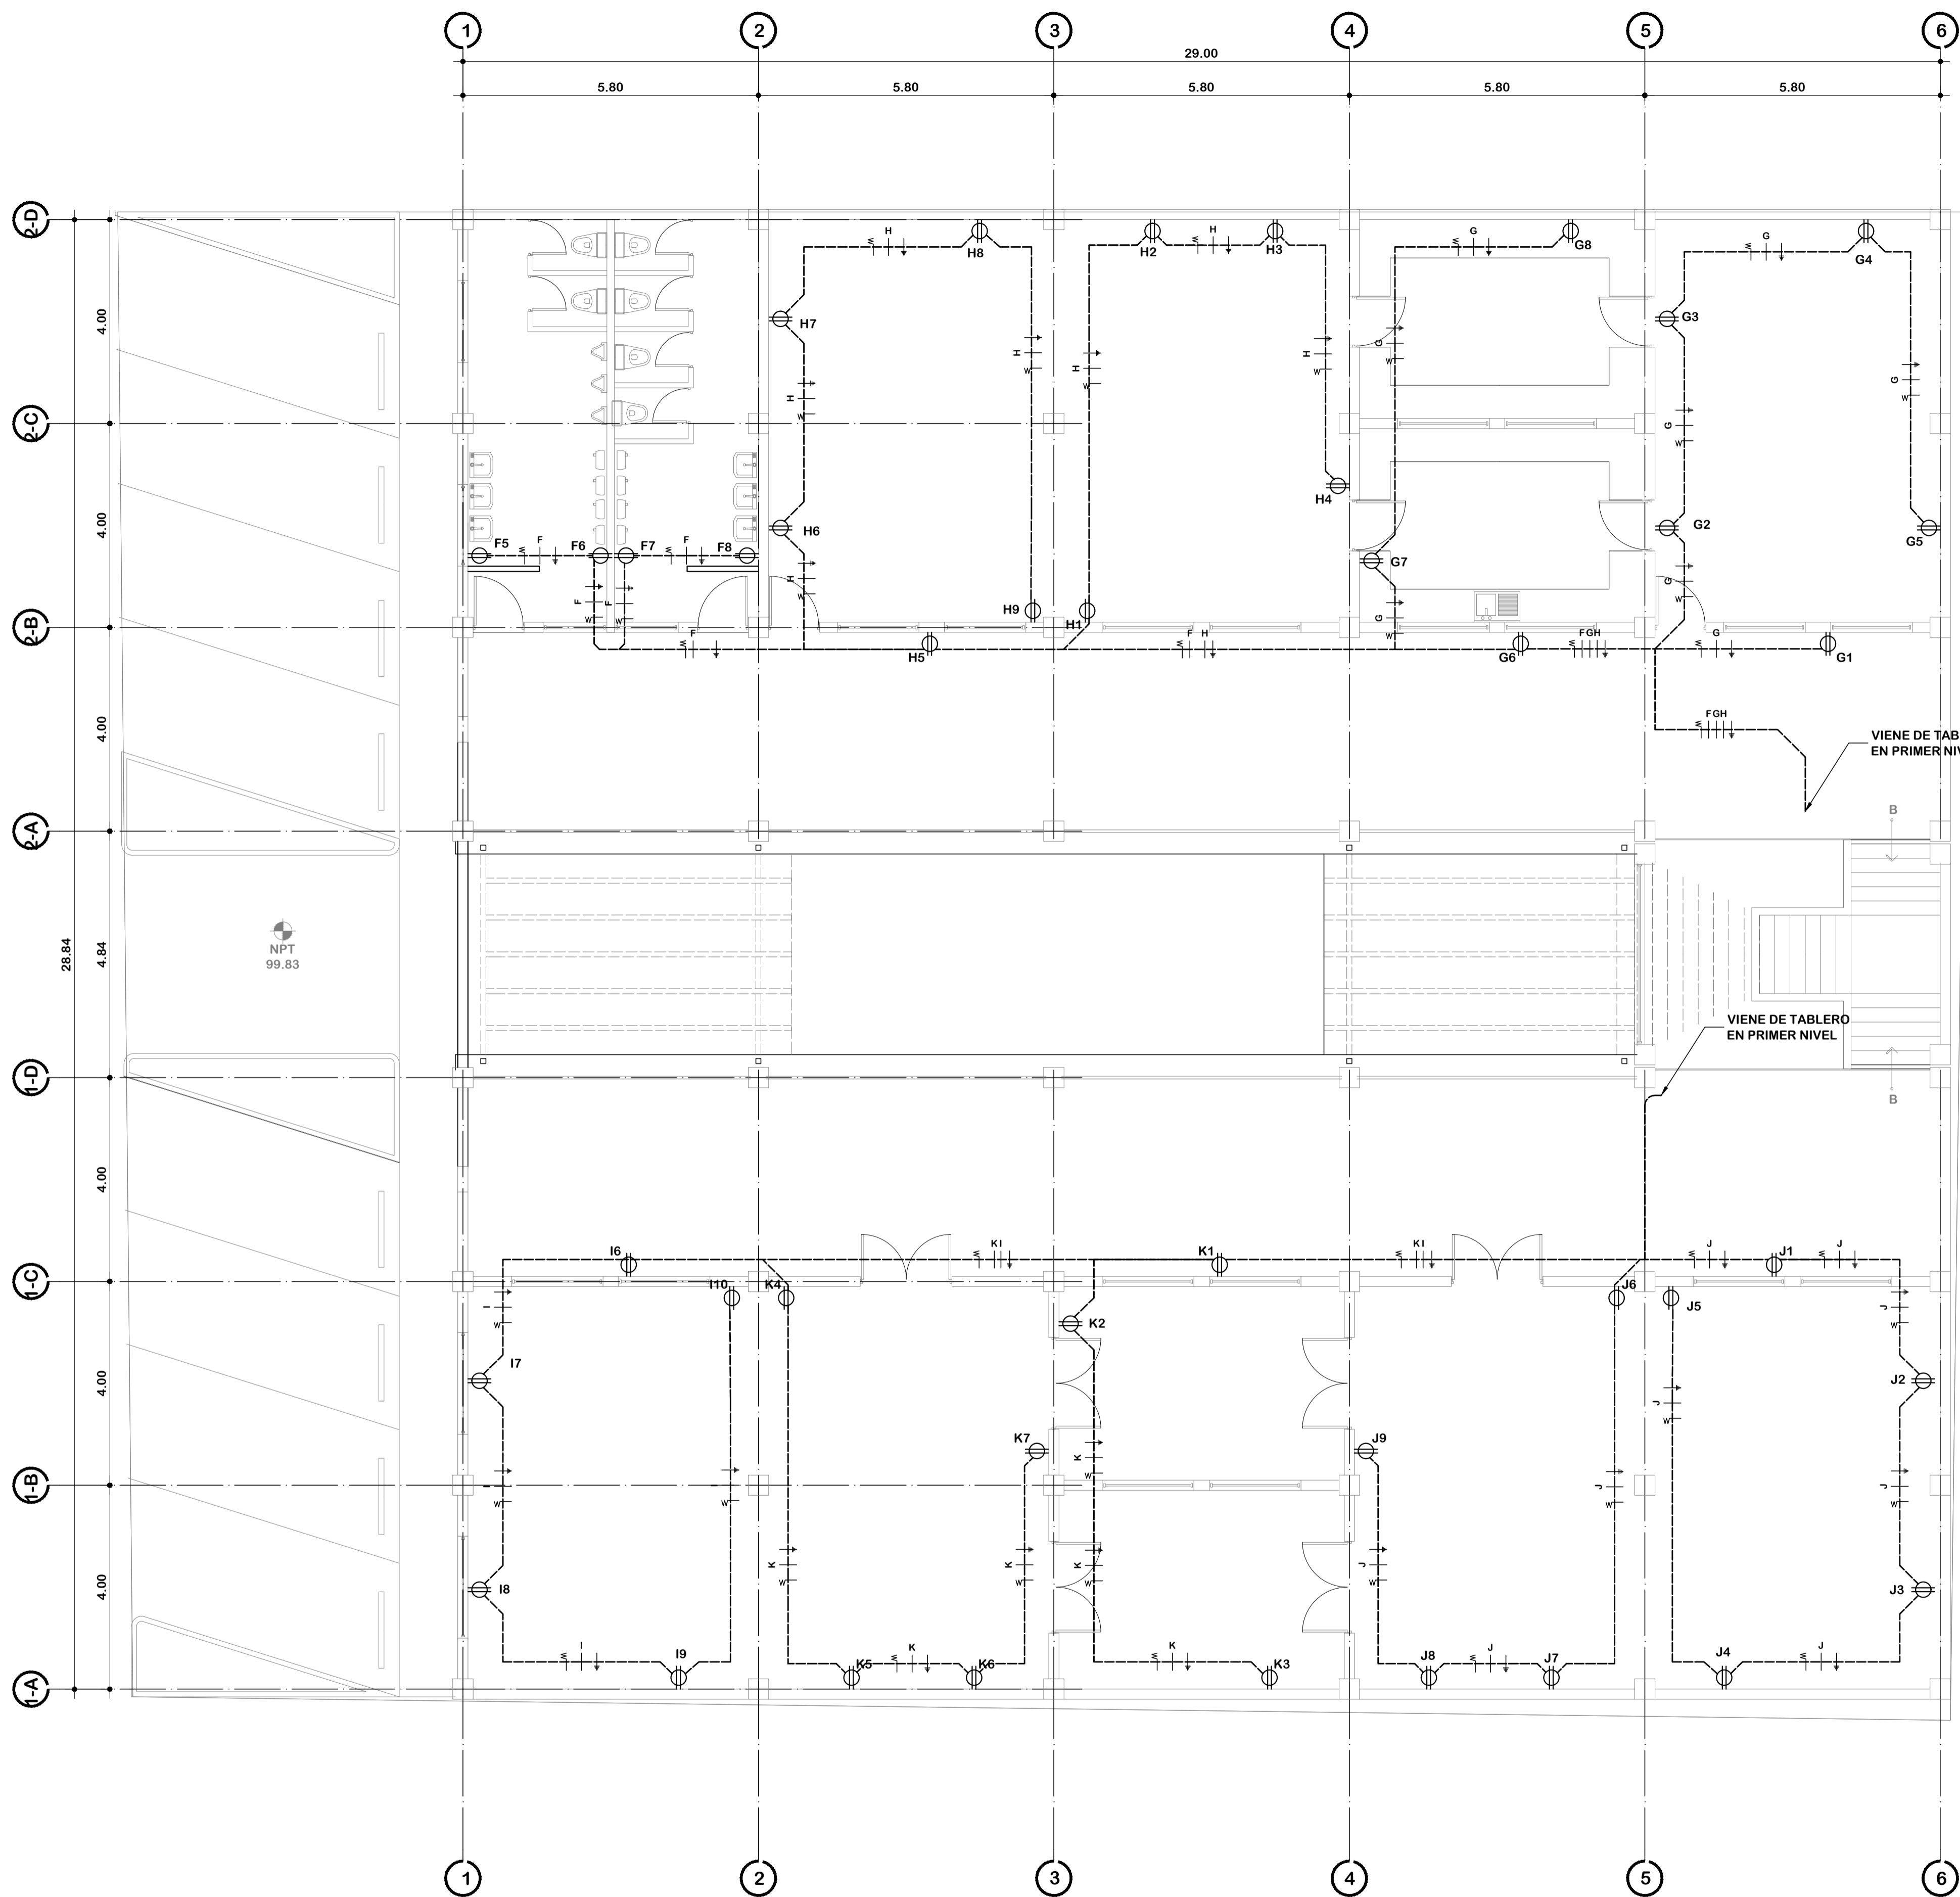 1 2 3 4 5 6
29.00
5.80 5.80 5.80 5.80 5.80
2-D
H H H G G
H8 H2 H3 G8 G4
4.00
H7 G3
H H H G G
2-C
H G
H4
4.00
H6 G2 G5
F5 F F6 F7 F F8
G7
H G
F F G
H9 H1
2-B
F F H FGH G
H5 G6 G1
4.00
FGH
VIENE DE TAB
EN PRIMER NIV
2-A
B
28.84
4.84
NPT
99.83
VIENE DE TABLERO
EN PRIMER NIVEL
1-D
B
4.00
I6 K I K1 K I J J1 J
1-C
I10 K4 J6 J5
I J
K2
I7 J2
4.00
J
K7 J9
K
1-B
I I J J
K K K J
4.00
I8 J3
I I9 K K J8 J J7 J4 J
K5 K6 K3
1-A
1 2 3 4 5 6